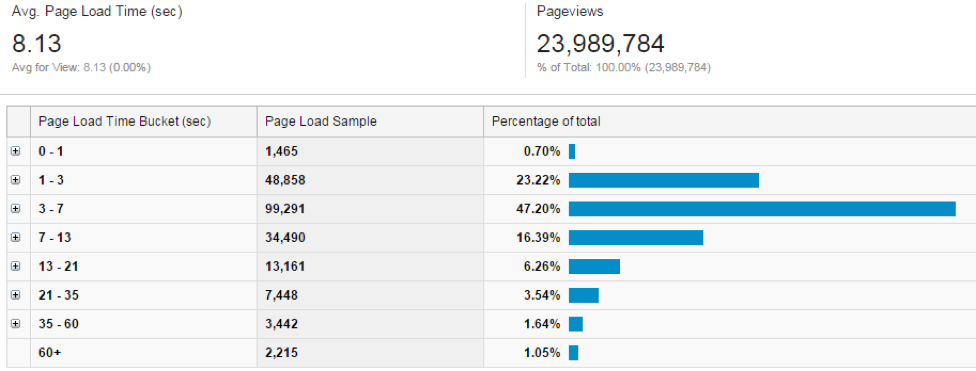 Avg. Page Load Time (sec)
8.13
Avg for View: 8.13 (0.00%)
Pageviews
23,989,784
% of Total: 100.00% (23,989,784)
Page Load Time Bucket (sec) Page Load Sample Percentage of total
0 - 1 1,465 0.70%
1 - 3 48,858 23.22%
3 - 7 99,291 47.20%
7 - 13 34,490 16.39%
13 - 21 13,161 6.26%
21 - 35 7,448 3.54%
35 - 60 3,442 1.64%
60+ 2,215 1.05%